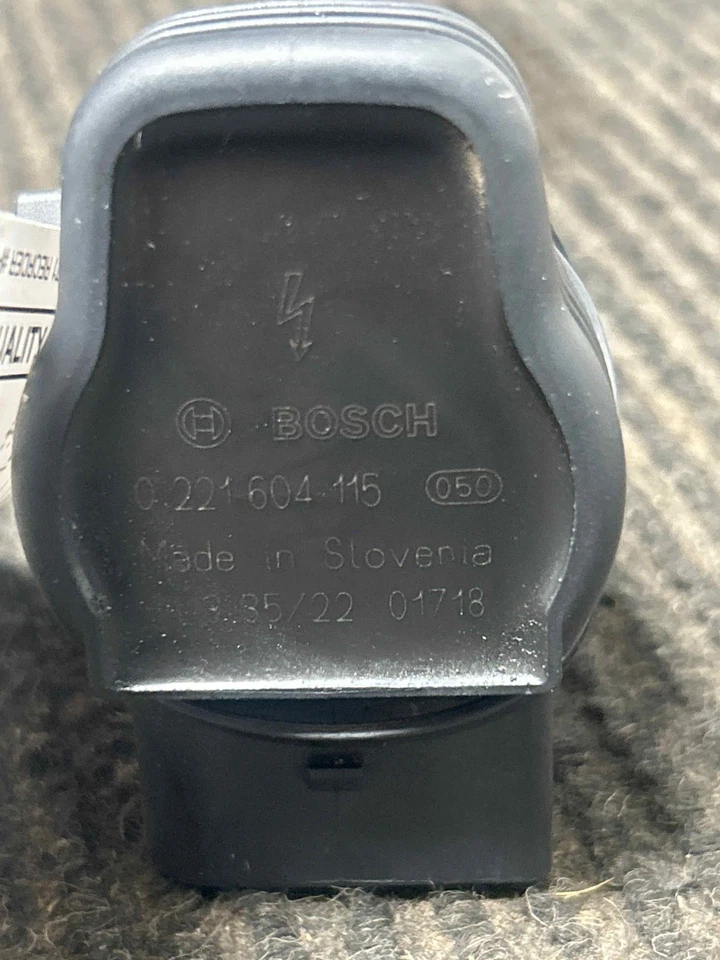 BOSCH
0 221 604 115 050
Made in Slovenia
35/22 01718